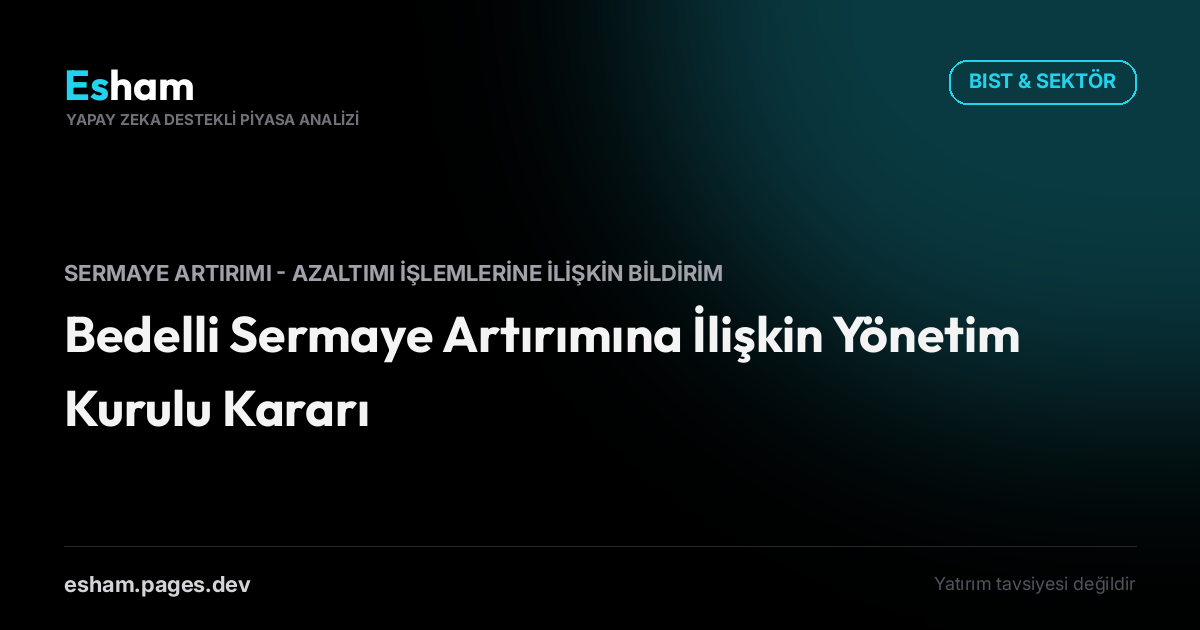 Esham
BIST & SEKTÖR
YAPAY ZEKA DESTEKLİ PİYASA ANALİZİ
SERMAYE ARTIRIMI - AZALTIMI İŞLEMLERİNE İLİŞKİN BİLDİRİM
Bedelli Sermaye Artırımına İlişkin Yönetim
Kurulu Kararı
esham.pages.dev
Yatırım tavsiyesi değildir